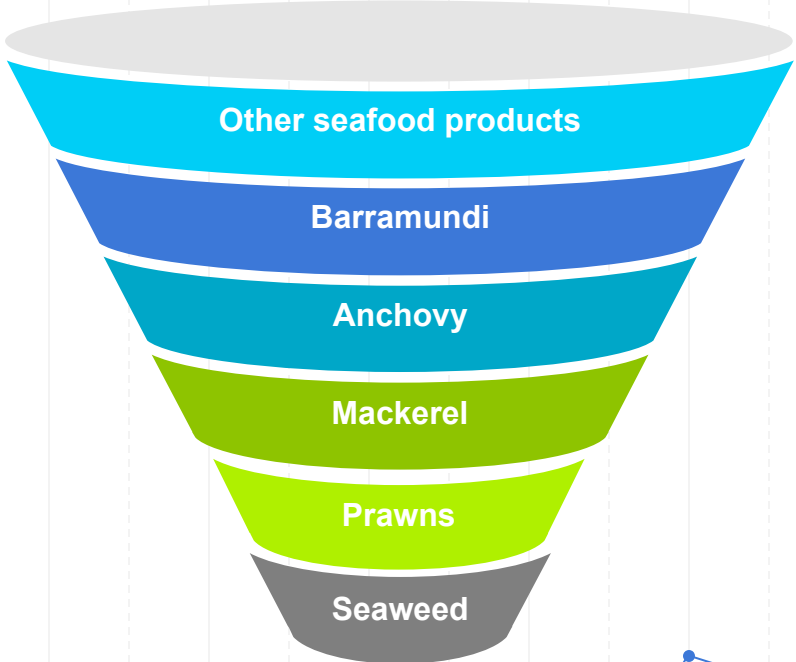 Other seafood products
Barramundi
Anchovy
Mackerel
Prawns
Seaweed